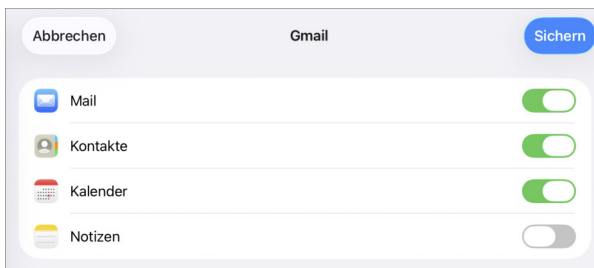 Abbrechen Gmail Sichern
Mail
Kontakte
Kalender
Notizen